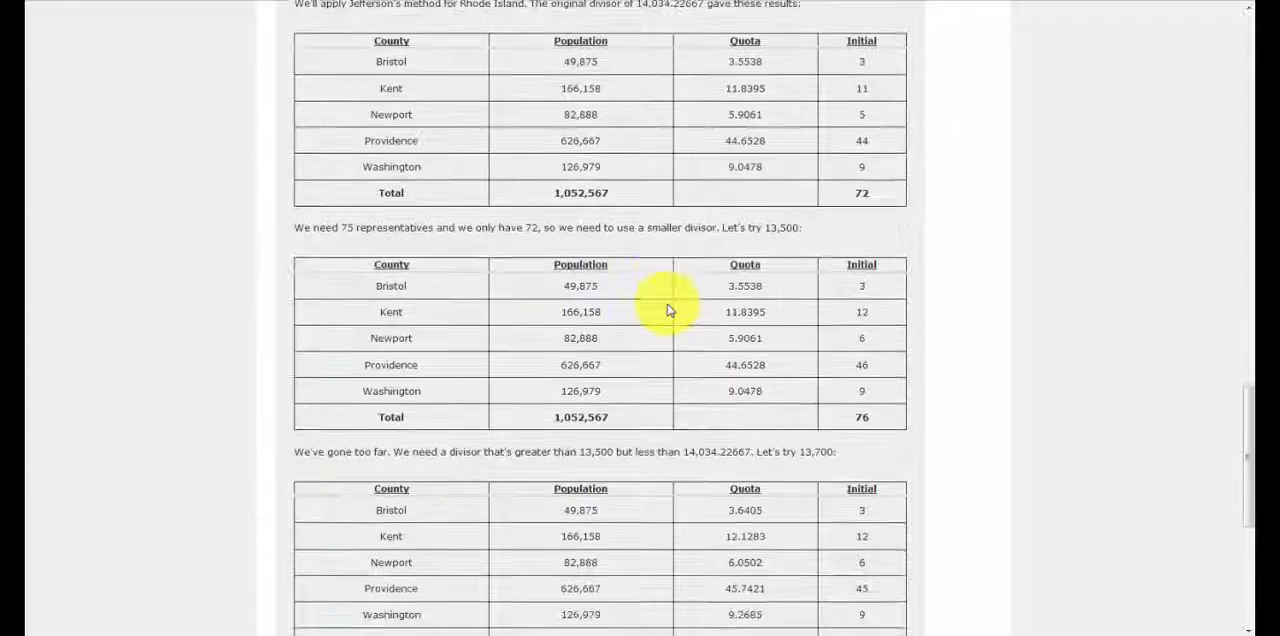 We'll apply Jefferson's method for Rhode Island. The original divisor of 14,034.22667 gave these results:
County Population Quota Initial
Bristol 49,875 3.5538 3
Kent 166,158 11.8395 11
Newport 82,888 5.9061 5
Providence 626,667 44.6528 44
Washington 126,979 9.0478 9
Total 1,052,567 72
We need 75 representatives and we only have 72, so we need to use a smaller divisor. Let's try 13,500:
County Population Quota Initial
Bristol 49,875 3.5538 3
Kent 166,158 11.8395 12
Newport 82,888 5.9061 6
Providence 626,667 44.6528 46
Washington 126,979 9.0478 9
Total 1,052,567 76
We've gone too far. We need a divisor that's greater than 13,500 but less than 14,034.22667. Let's try 13,700:
County Population Quota Initial
Bristol 49,875 3.6405 3
Kent 166,158 12.1283 12
Newport 82,888 6.0502 6
Providence 626,667 45.7421 45
Washington 126,979 9.2685 9